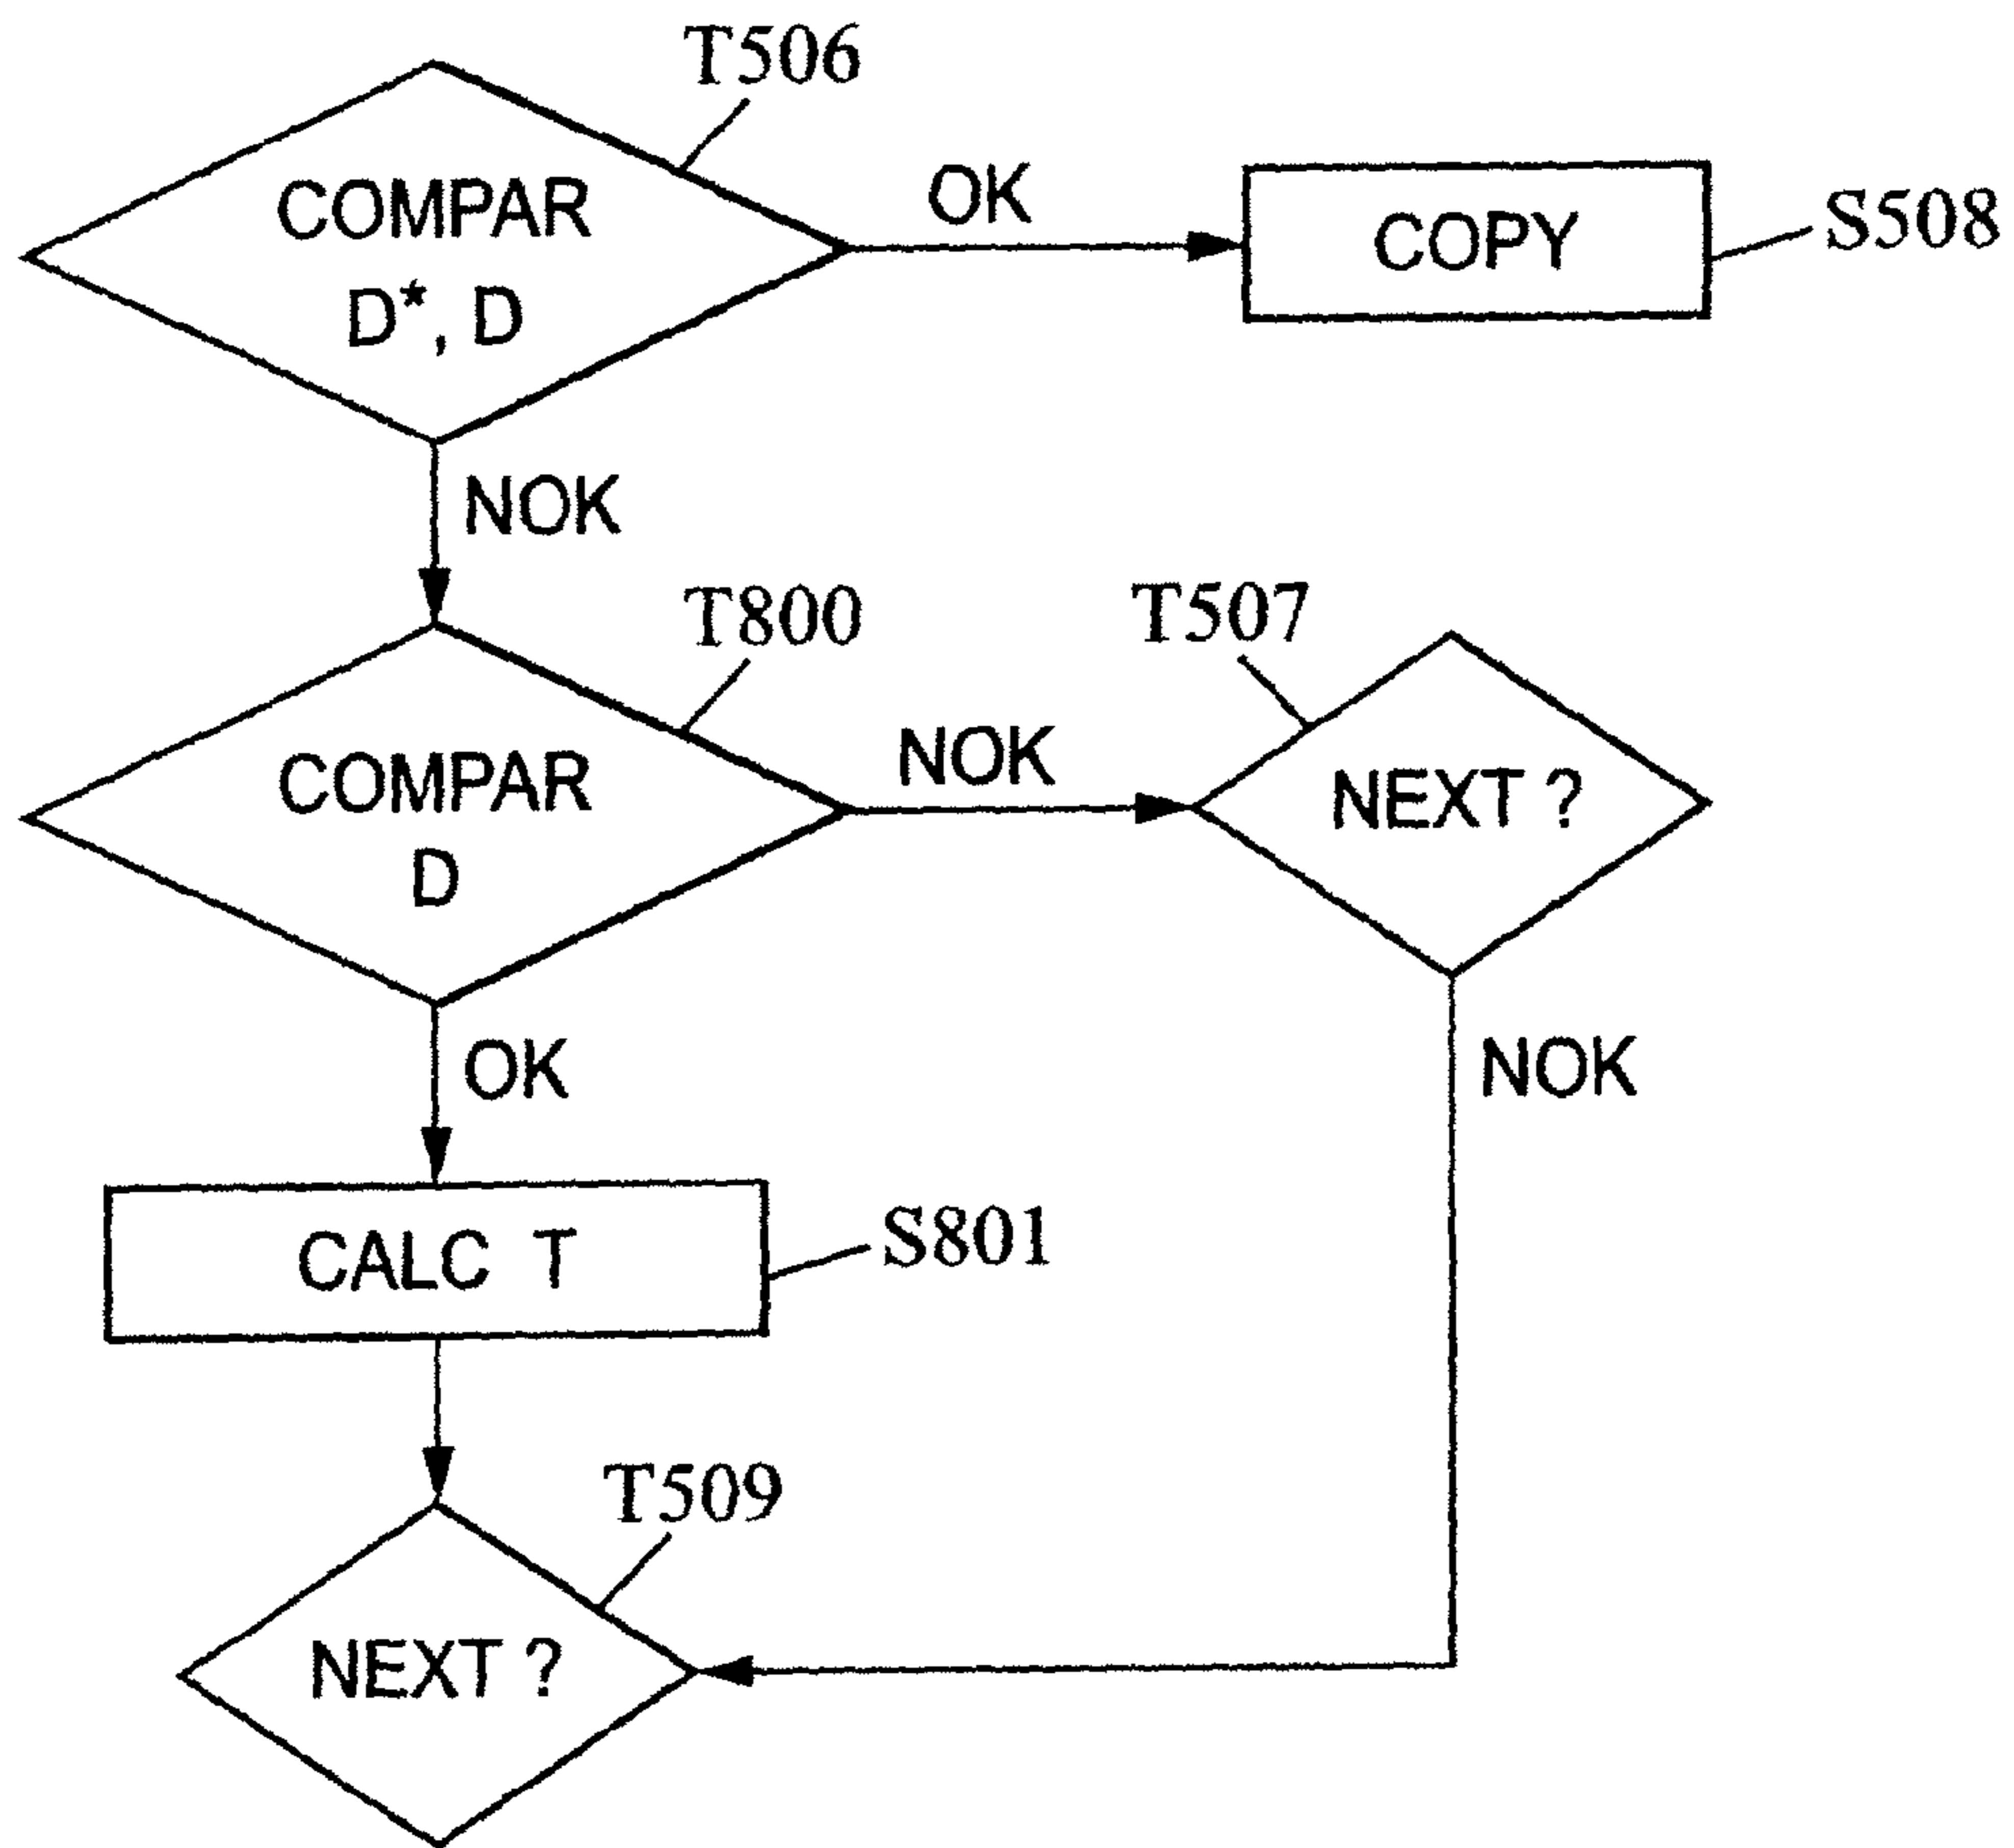 T506
COMPAR
D*, D
OK
COPY
S508
NOK
T800
COMPAR
D
NOK
T507
NEXT ?
OK
NOK
CALC T
S801
T509
NEXT ?